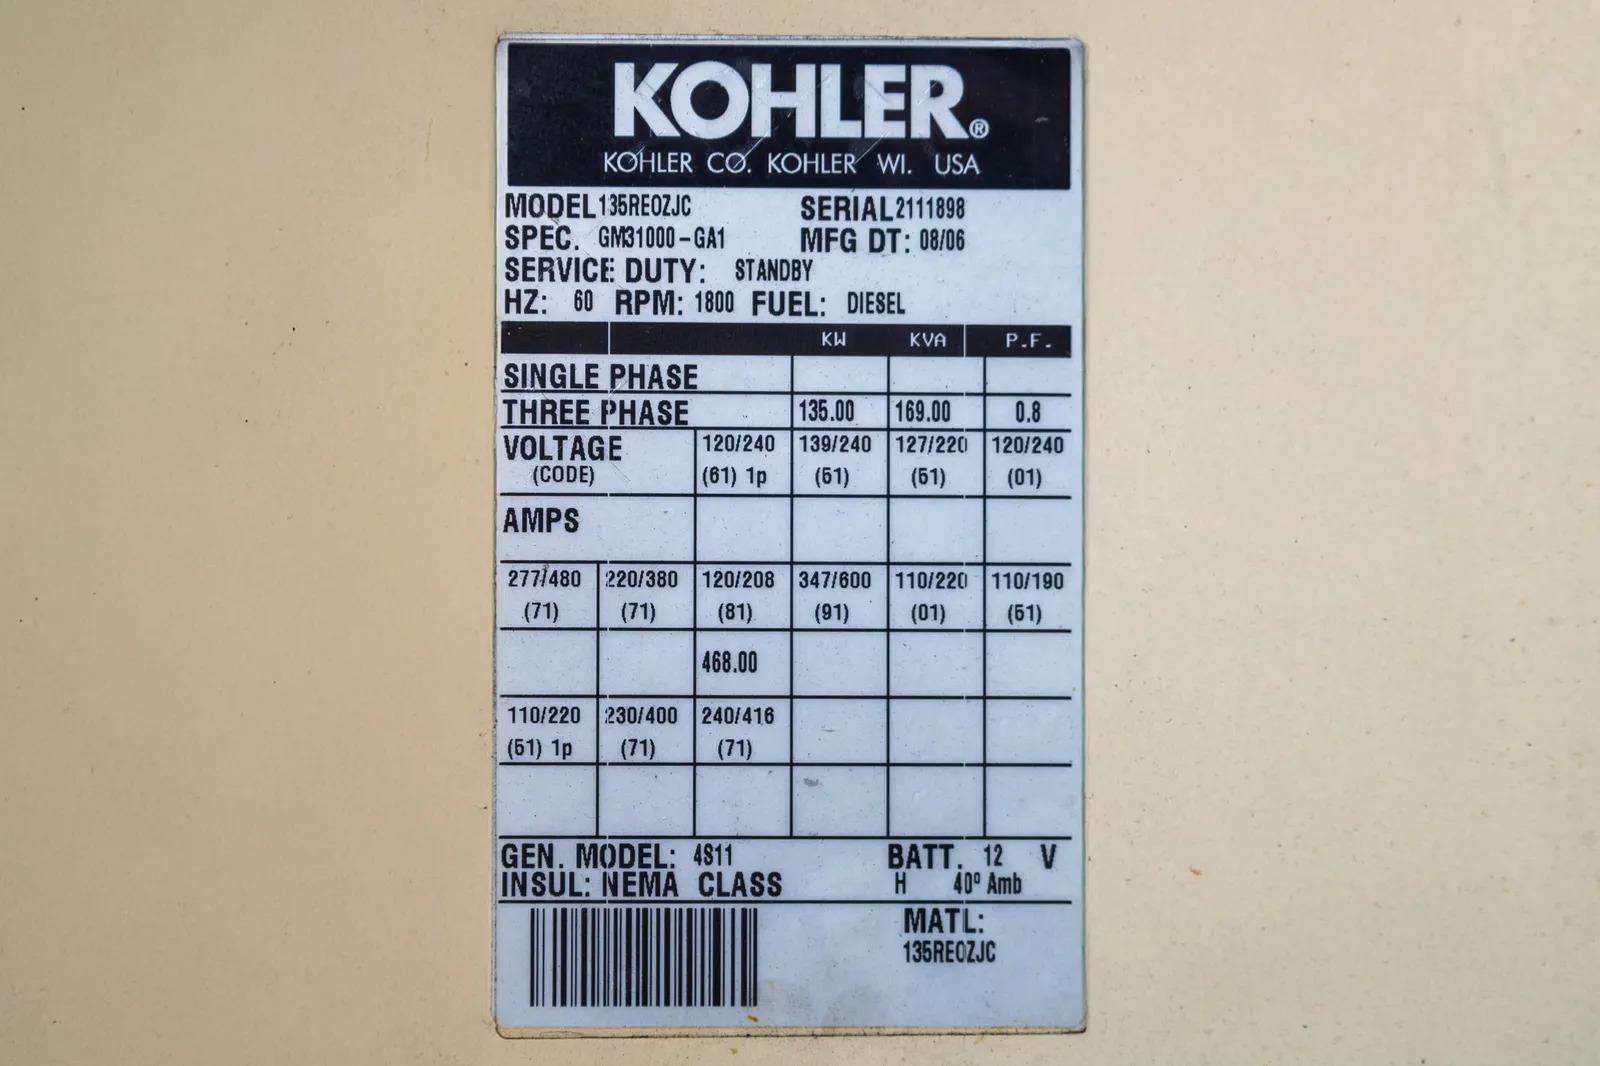 KOHLER®
KOHLER CO. KOHLER WI. USA
MODEL 135REOZJC SERIAL 2111898
SPEC. GM31000-GA1 MFG DT: 08/06
SERVICE DUTY: STANDBY
HZ: 60 RPM: 1800 FUEL: DIESEL
KW KVA P.F.
SINGLE PHASE
THREE PHASE 135.00 169.00 0.8
VOLTAGE 120/240 139/240 127/220 120/240
(CODE) (61) 1p (61) (61) (01)
AMPS
277/480 220/380 120/208 347/600 110/220 110/190
(71) (71) (81) (91) (01) (61)
468.00
110/220 230/400 240/416
(61) 1p (71) (71)
GEN. MODEL: 4S11 BATT. 12 V
INSUL: NEMA CLASS H 40° Amb
MATL:
135REOZJC